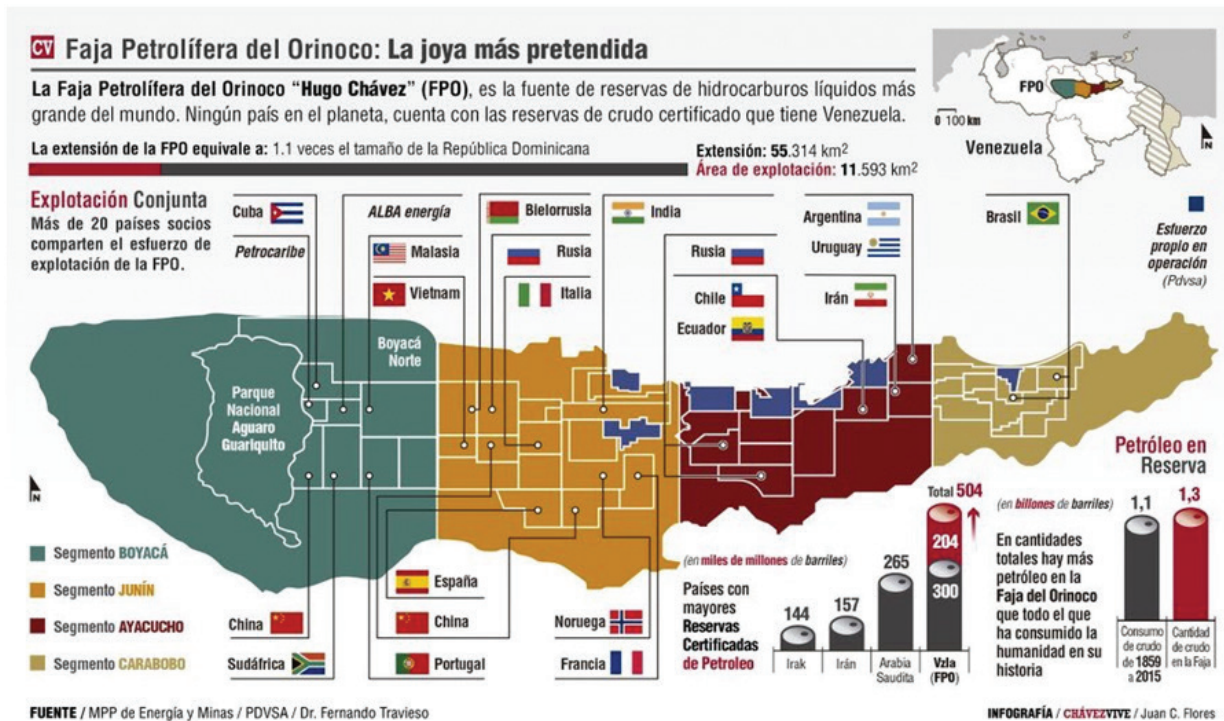 CV Faja Petrolífera del Orinoco: La joya más pretendida
La Faja Petrolífera del Orinoco "Hugo Chávez" (FPO), es la fuente de reservas de hidrocarburos líquidos más
grande del mundo. Ningún país en el planeta, cuenta con las reservas de crudo certificado que tiene Venezuela.
La extensión de la FPO equivale a: 1.1 veces el tamaño de la República Dominicana
Extensión: 55.314 km²
Área de explotación: 11.593 km²
FPO
0 100 km
Venezuela
N
Explotación Conjunta
Más de 20 países socios
comparten el esfuerzo de
explotación de la FPO.
Cuba
Petrocaribe
ALBA energía
Malasia
Vietnam
Bielorrusia
Rusia
Italia
India
Rusia
Chile
Ecuador
Argentina
Uruguay
Irán
Brasil
Esfuerzo
propio en
operación
(Pdvsa)
Boyacá
Norte
Parque
Nacional
Aguaro
Guariquito
N
Segmento BOYACÁ
Segmento JUNÍN
Segmento AYACUCHO
Segmento CARABOBO
China
Sudáfrica
España
China
Portugal
Noruega
Francia
(en miles de millones de barriles)
Países con
mayores
Reservas
Certificadas
de Petroleo
144
Irak
157
Irán
265
Arabia
Saudita
Total 504
204
300
Vzla
(FPO)
Petróleo en
Reserva
(en billones de barriles)
En cantidades
totales hay más
petróleo en la
Faja del Orinoco
que todo el que
ha consumido la
humanidad en su
historia
1,1
Consumo
de crudo
de 1859
a 2015
1,3
Cantidad
de crudo
en la Faja
FUENTE / MPP de Energía y Minas / PDVSA / Dr. Fernando Travieso
INFOGRAFÍA / CHÁVEZVIVE / Juan C. Flores